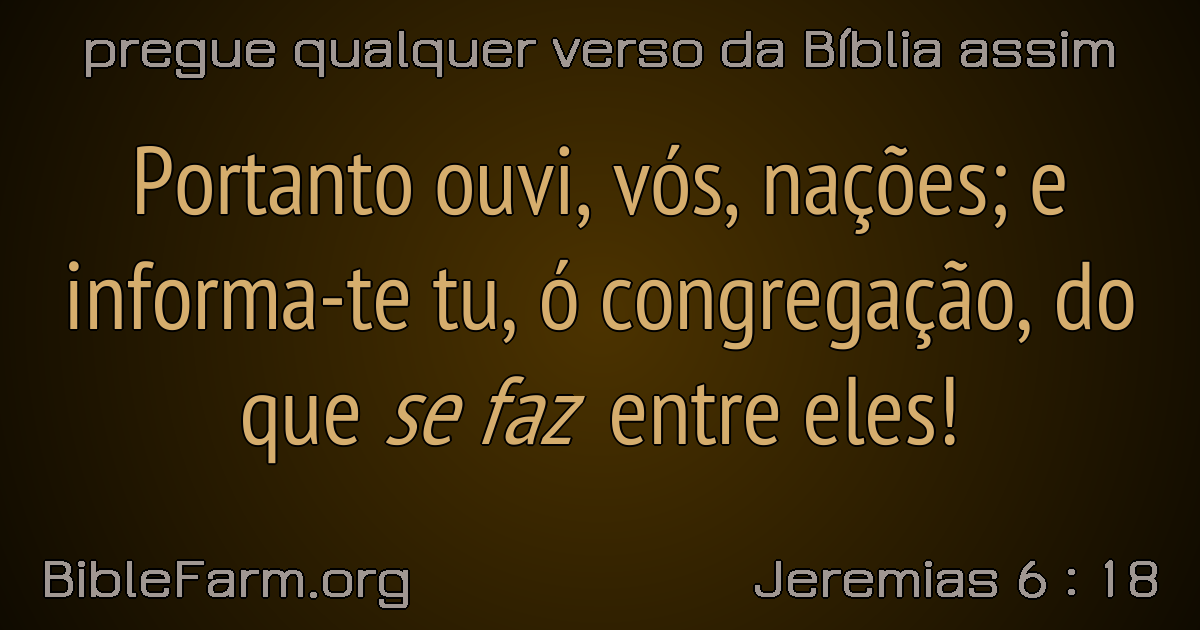 pregue qualquer verso da Bíblia assim
Portanto ouvi, vós, nações; e
informa-te tu, ó congregação, do
que se faz entre eles!
BibleFarm.org
Jeremias 6 : 18